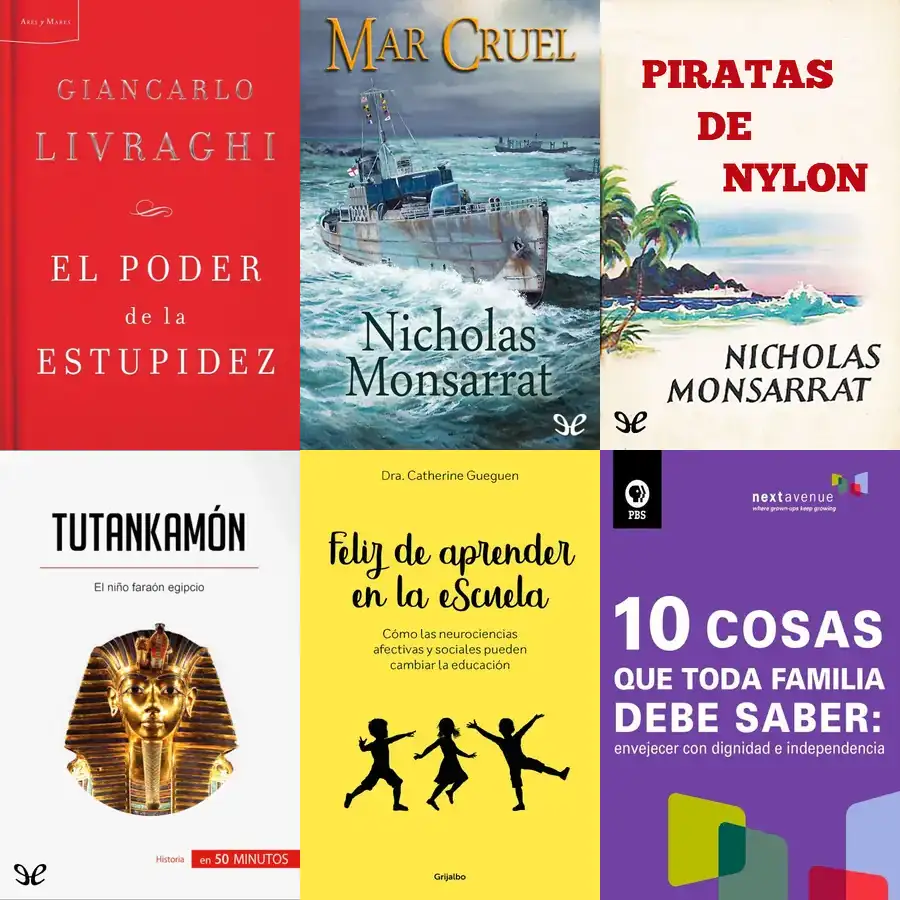 Ares y Mares
GIANCARLO
LIVRAGHI
EL PODER
de la
ESTUPIDEZ
MAR CRUEL
Nicholas
Monsarrat
PIRATAS
DE
NYLON
NICHOLAS
MONSARRAT
TUTANKAMÓN
El niño faraón egipcio
Historia en 50 MINUTOS
Dra. Catherine Gueguen
Feliz de aprender
en la eScuela
Cómo las neurociencias
afectivas y sociales pueden
cambiar la educación
Grijalbo
PBS
nextavenue
where grown-ups keep growing
10 COSAS
QUE TODA FAMILIA
DEBE SABER:
envejecer con dignidad e independencia